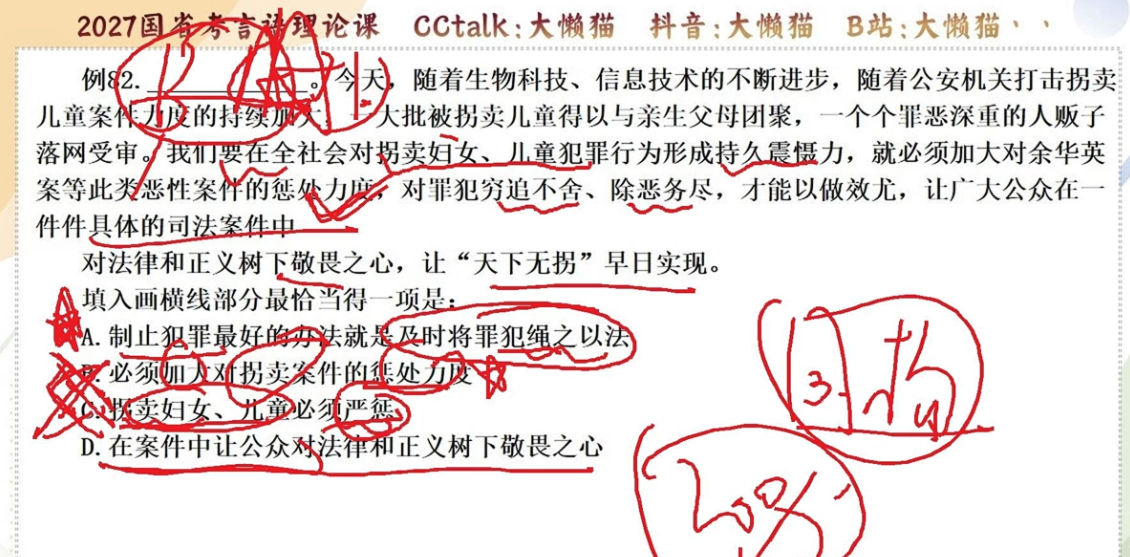 2027国省考言语理论课 CCtalk:大懒猫 抖音:大懒猫 B站:大懒猫
例82.____________。今天，随着生物科技、信息技术的不断进步，随着公安机关打击拐卖
儿童案件力度的持续加大，一大批被拐卖儿童得以与亲生父母团聚，一个个罪恶深重的人贩子
落网受审。我们要在全社会对拐卖妇女、儿童犯罪行为形成持久震慑力，就必须加大对余华英
案等此类恶性案件的惩处力度，对罪犯穷追不舍、除恶务尽，才能以做效尤，让广大公众在一
件件具体的司法案件中
对法律和正义树下敬畏之心，让“天下无拐”早日实现。
填入画横线部分最恰当得一项是：
A. 制止犯罪最好的办法就是及时将罪犯绳之以法
B. 必须加大对拐卖案件的惩处力度
C. 拐卖妇女、儿童必须严惩
D. 在案件中让公众对法律和正义树下敬畏之心
3.